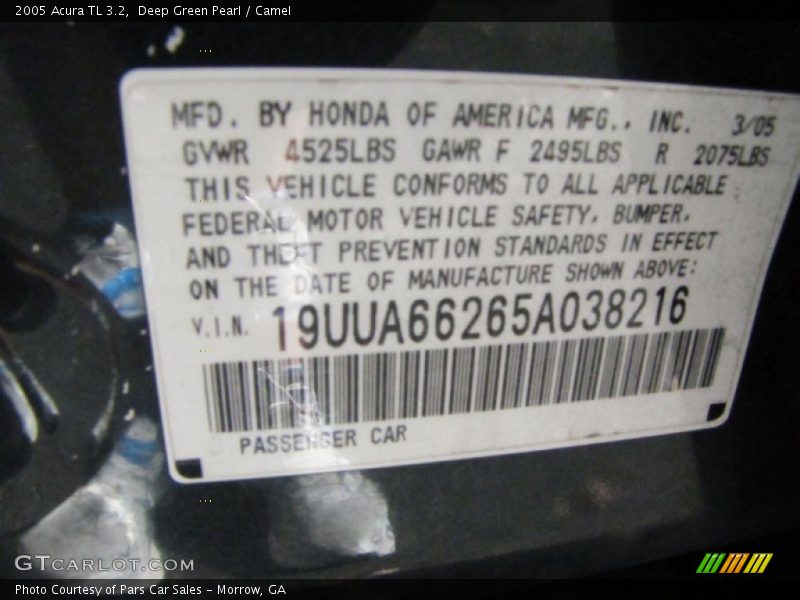 2005 Acura TL 3.2,  Deep Green Pearl / Camel
MFD. BY HONDA OF AMERICA MFG., INC. 3/05
GVWR 4525LBS GAWR F 2495LBS R 2075LBS
THIS VEHICLE CONFORMS TO ALL APPLICABLE
FEDERAL MOTOR VEHICLE SAFETY, BUMPER,
AND THEFT PREVENTION STANDARDS IN EFFECT
ON THE DATE OF MANUFACTURE SHOWN ABOVE:
V.I.N. 19UUA66265A038216
PASSENGER CAR
GTCARLOT.COM
Photo Courtesy of Pars Car Sales - Morrow, GA